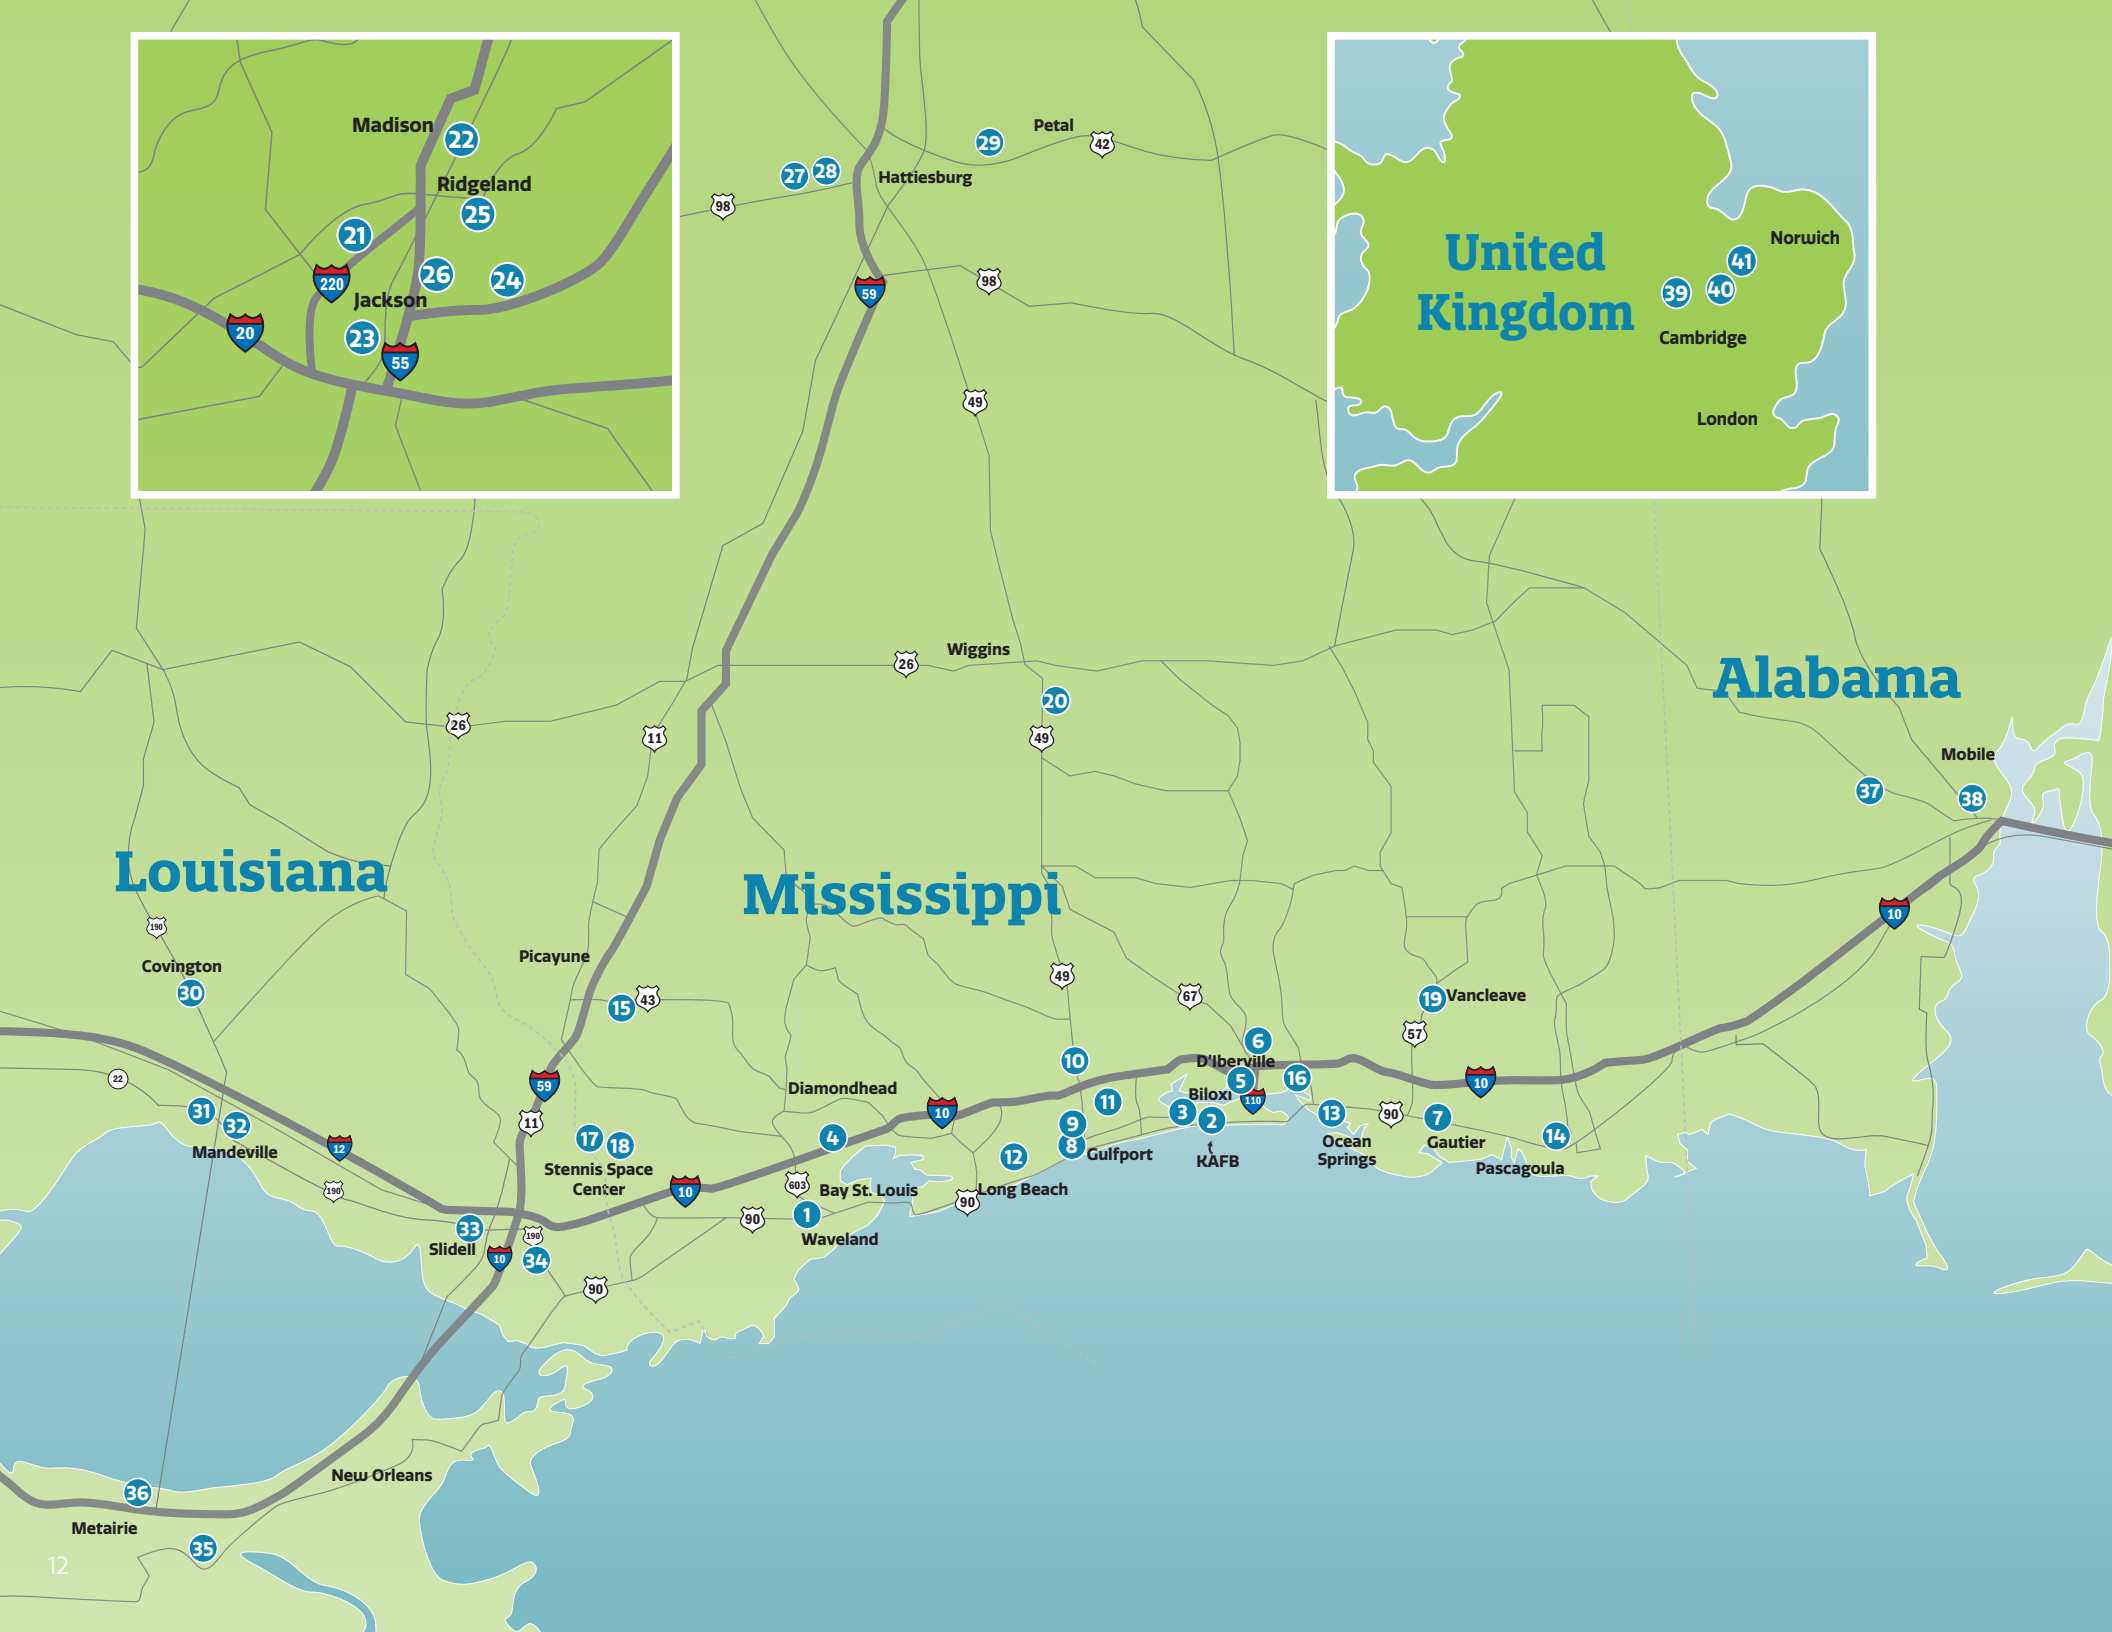 Madison
22
Ridgeland
25
21
26
24
220
Jackson
20
23
55
29
Petal
42
27
28
Hattiesburg
98
98
59
49
United
Kingdom
Norwich
41
40
39
Cambridge
London
26
Wiggins
20
49
26
11
Alabama
Mobile
37
38
10
Louisiana
Mississippi
190
Covington
30
Picayune
15
43
49
67
19
Vancleave
57
6
D'Iberville
10
5
16
Biloxi
110
10
22
59
Diamondhead
10
11
3
2
13
90
7
14
31
32
11
17
18
4
9
8
Gulfport
KAFB
Ocean
Springs
Gautier
Pascagoula
Mandeville
12
Stennis Space
Center
12
190
10
603
Bay St. Louis
Long Beach
90
90
1
Waveland
33
190
Slidell
10
34
90
New Orleans
36
Metairie
35
12